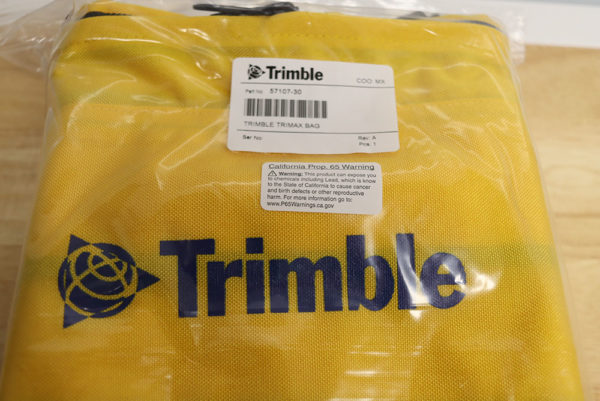 Trimble
COO: MX
Part No: 57107-30
TRIMBLE TRIMAX BAG
Ser No:
Rev: A
Pcs: 1
California Prop. 65 Warning
Warning: This product can expose you
to chemicals including Lead, which is know
to the State of California to cause cancer
and birth defects or other reproductive
harm. For more information go to:
www.P65Warnings.ca.gov
Trimble